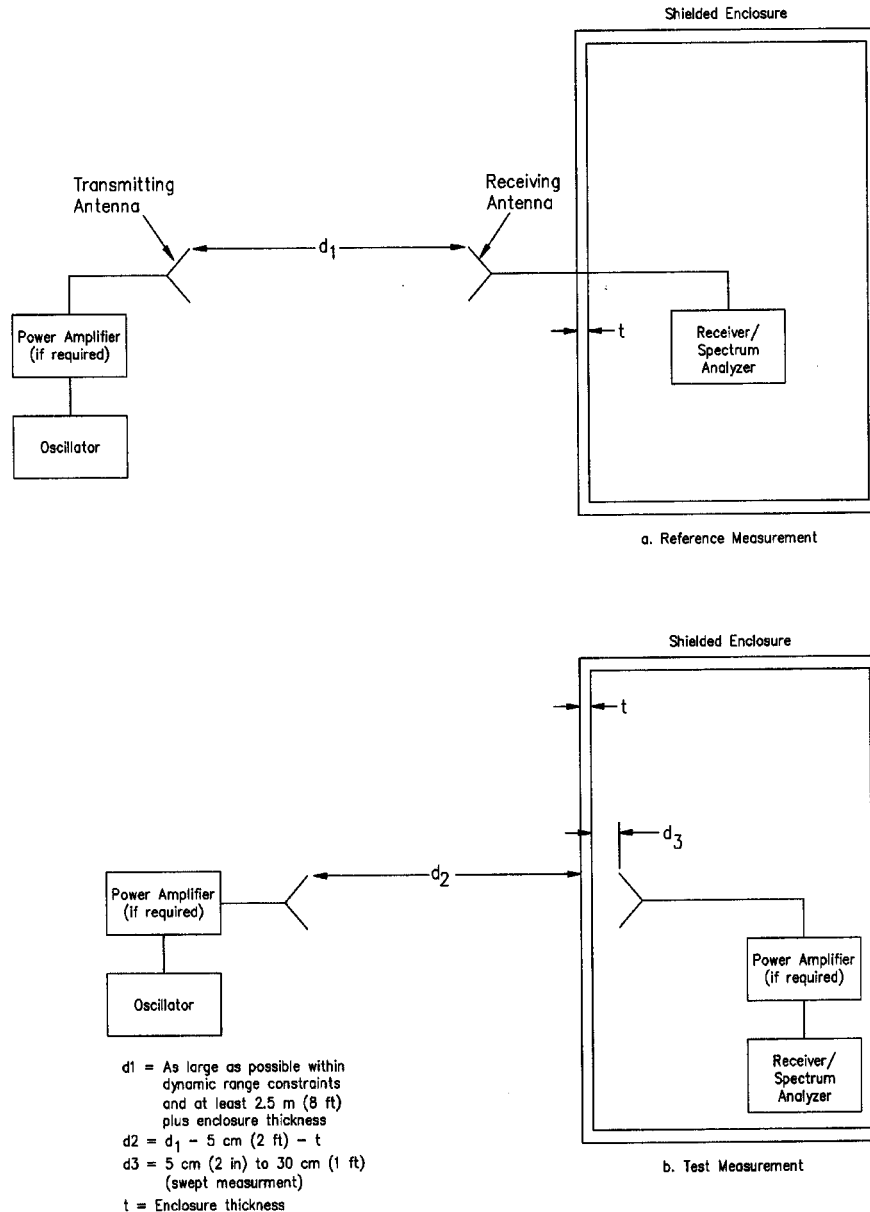 Shielded Enclosure
Transmitting
Antenna
Receiving
Antenna
d1
Power Amplifier
(if required)
t
Receiver/
Spectrum
Analyzer
Oscillator
a. Reference Measurement
Shielded Enclosure
t
d3
d2
Power Amplifier
(if required)
Power Amplifier
(if required)
Oscillator
Receiver/
Spectrum
Analyzer
d1 = As large as possible within
dynamic range constraints
and at least 2.5 m (8 ft)
plus enclosure thickness
d2 = d1 - 5 cm (2 ft) - t
d3 = 5 cm (2 in) to 30 cm (1 ft)
(swept measurment)
t = Enclosure thickness
b. Test Measurement